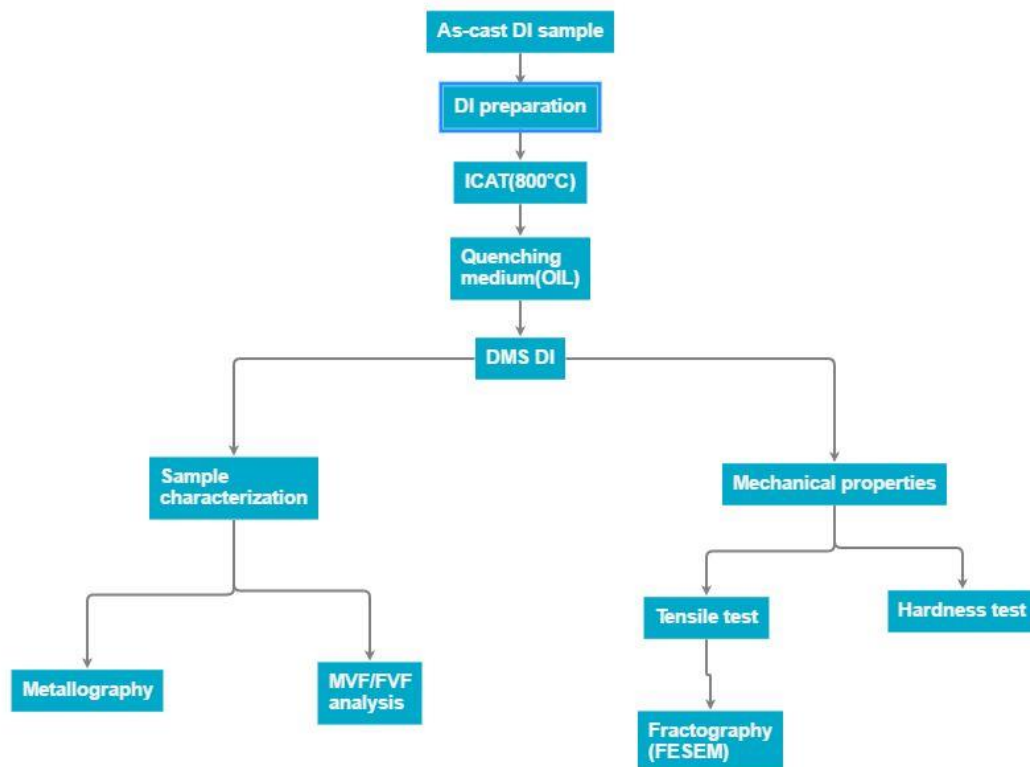 As-cast DI sample
DI preparation
ICAT(800°C)
Quenching
medium(OIL)
DMS DI
Sample
characterization
Mechanical properties
Tensile test
Hardness test
Metallography
MVF/FVF
analysis
Fractography
(FESEM)